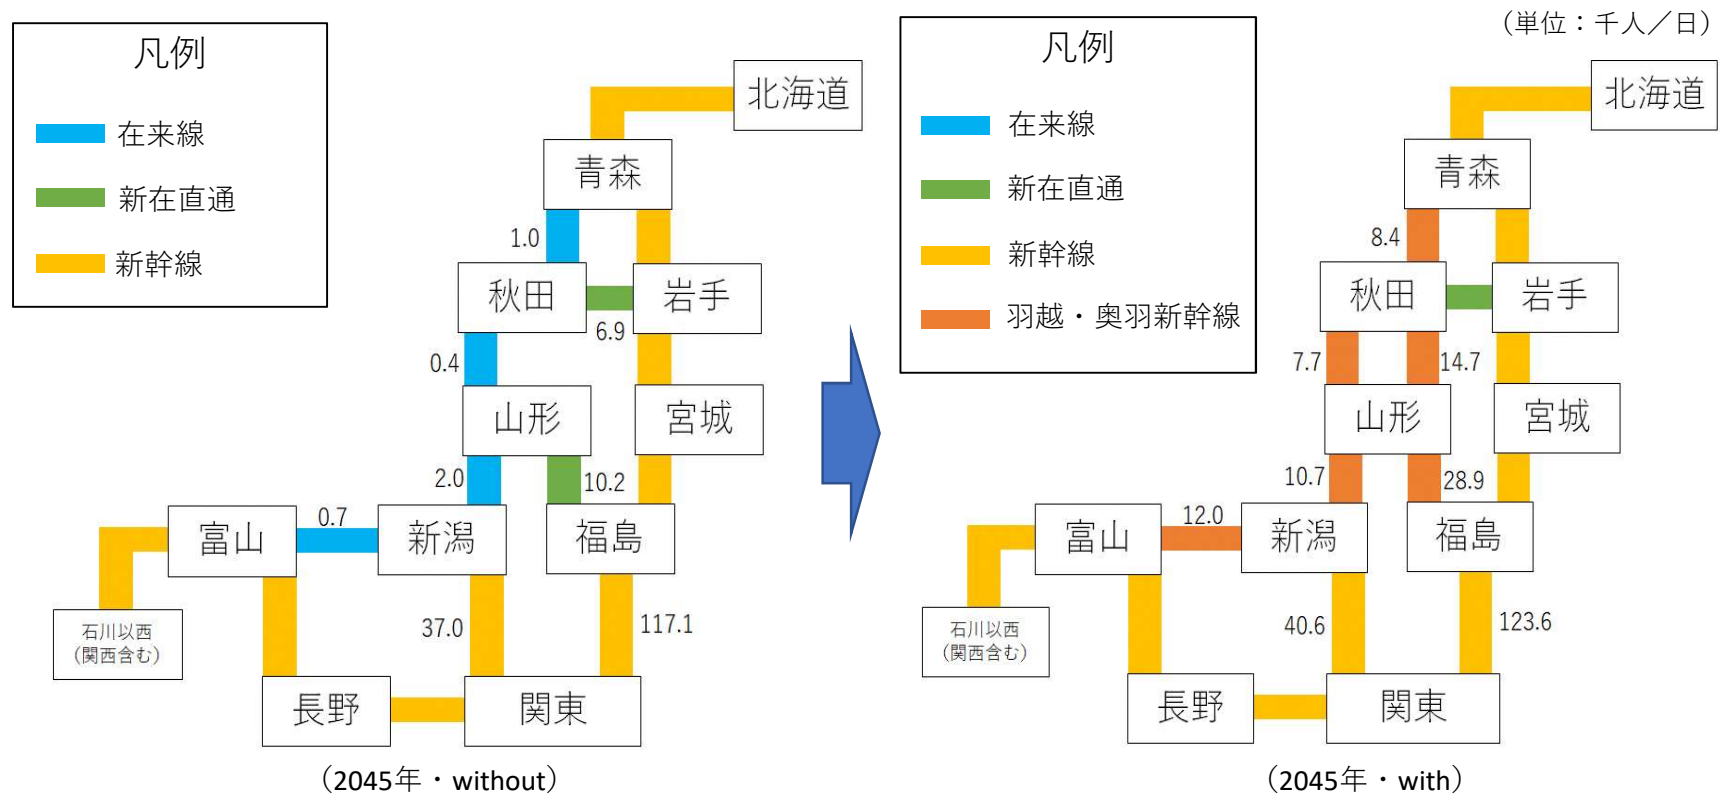 （単位：千人／日）
凡例
在来線
新在直通
新幹線
北海道
青森
1.0
秋田
岩手
6.9
0.4
山形
宮城
2.0
10.2
富山
0.7
新潟
福島
石川以西
(関西含む)
37.0
117.1
長野
関東
（2045年・without）
凡例
在来線
新在直通
新幹線
羽越・奥羽新幹線
北海道
青森
8.4
秋田
岩手
7.7
14.7
山形
宮城
10.7
28.9
富山
12.0
新潟
福島
石川以西
(関西含む)
40.6
123.6
長野
関東
（2045年・with）